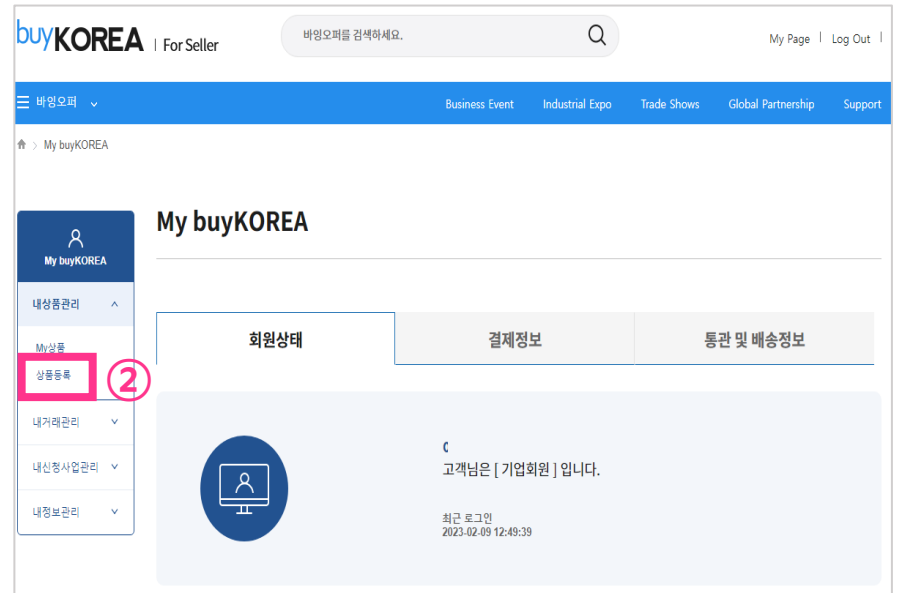 buyKOREA | For Seller
바잉오퍼를 검색하세요.
My Page | Log Out |
바잉오퍼
Business Event Industrial Expo Trade Shows Global Partnership Support
> My buyKOREA
My buyKOREA
My buyKOREA
내상품관리
My상품
상품등록
②
내거래관리
내신청사업관리
내정보관리
회원상태 결제정보 통관 및 배송정보
고객님은 [ 기업회원 ] 입니다.
최근 로그인
2023-02-09 12:49:39